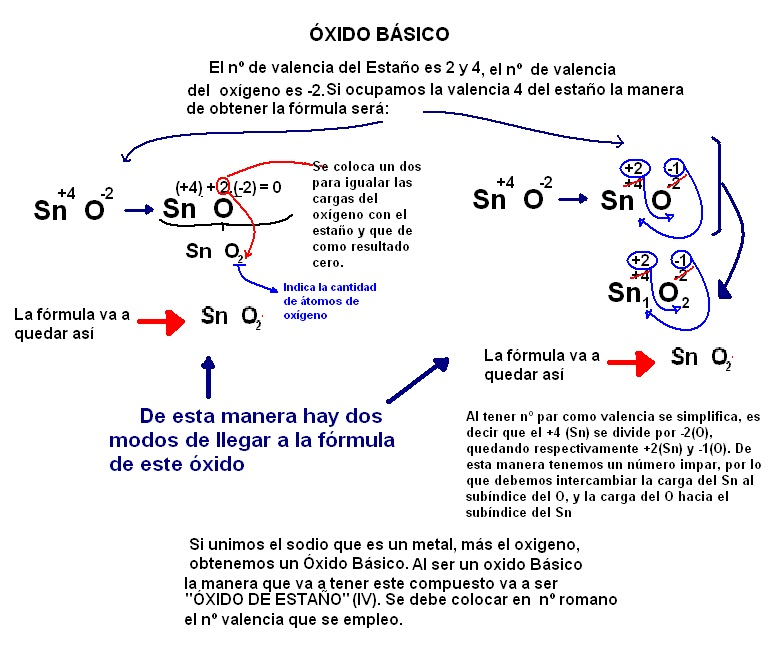 ÓXIDO BÁSICO
El nº de valencia del Estaño es 2 y 4, el nº de valencia
del oxígeno es -2. Si ocupamos la valencia 4 del estaño la manera
de obtener la fórmula será:
Sn+4 O-2
(+4) + 2.(-2) = 0
Sn O
Sn O2
Se coloca un dos
para igualar las
cargas del
oxígeno con el
estaño y que de
como resultado
cero.
Indica la cantidad
de átomos de
oxígeno
La fórmula va a
quedar así
Sn O2
Sn+4 O-2
+2 -1
+4 -2
Sn O
+2 -1
+4 -2
Sn1 O2
La fórmula va a
quedar así
Sn O2
De esta manera hay dos
modos de llegar a la fórmula
de este óxido
Al tener nº par como valencia se simplifica, es
decir que el +4 (Sn) se divide por -2(O),
quedando respectivamente +2(Sn) y -1(O). De
esta manera tenemos un número impar, por lo
que debemos intercambiar la carga del Sn al
subíndice del O, y la carga del O hacia el
subíndice del Sn
Si unimos el sodio que es un metal, más el oxigeno,
obtenemos un Óxido Básico. Al ser un oxido Básico
la manera que va a tener este compuesto va a ser
"ÓXIDO DE ESTAÑO" (IV). Se debe colocar en nº romano
el nº valencia que se empleo.